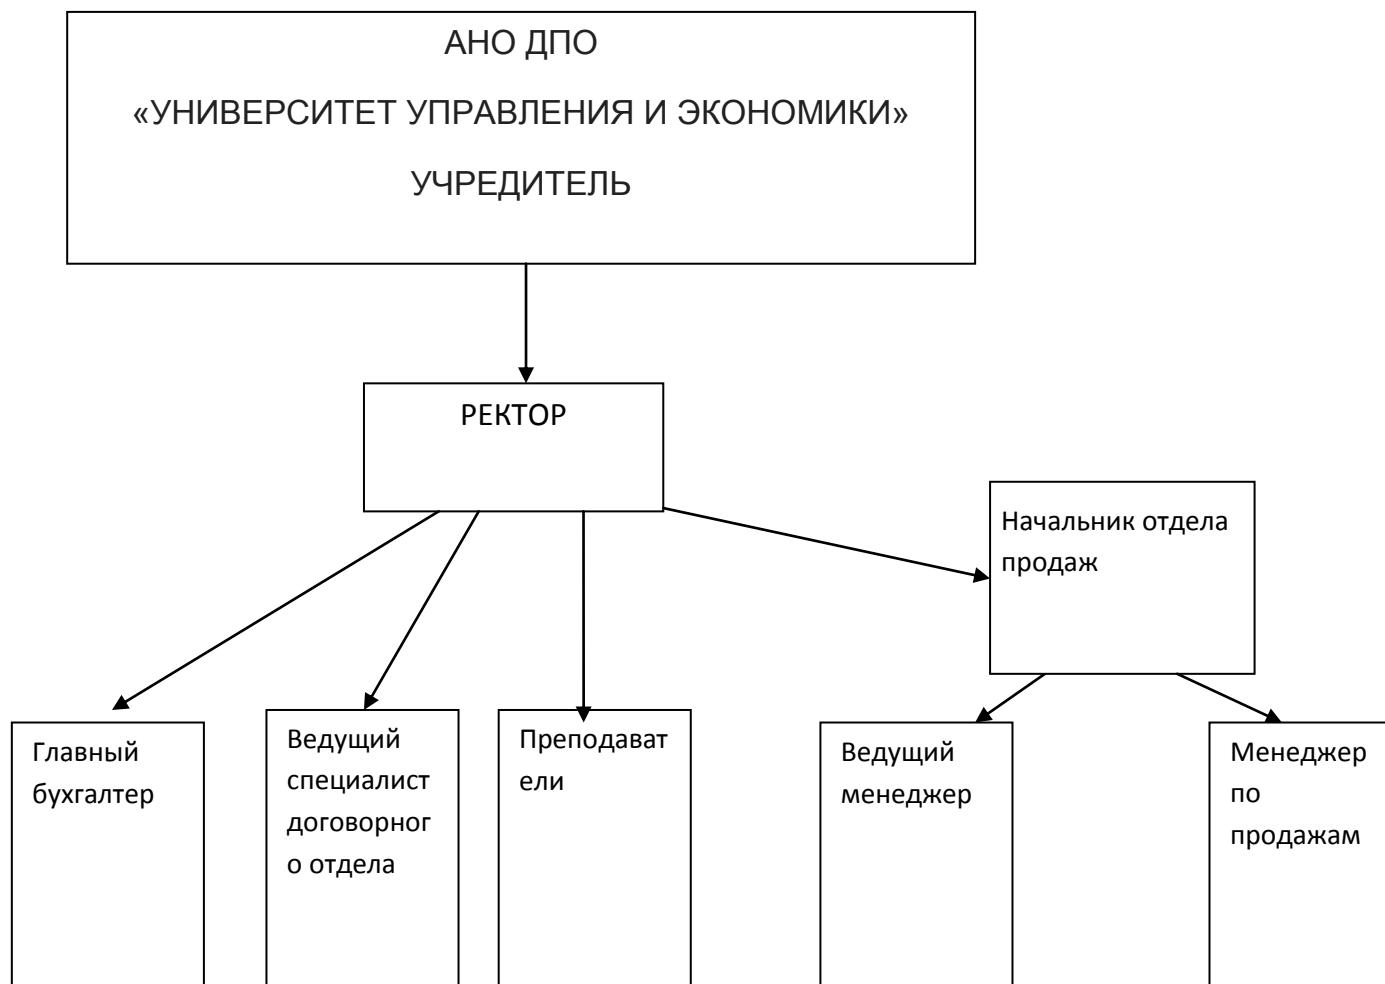 АНО ДПО
«УНИВЕРСИТЕТ УПРАВЛЕНИЯ И ЭКОНОМИКИ»
УЧРЕДИТЕЛЬ
РЕКТОР
Начальник отдела
продаж
Главный
бухгалтер
Ведущий
специалист
договорног
о отдела
Преподават
ели
Ведущий
менеджер
Менеджер
по
продажам